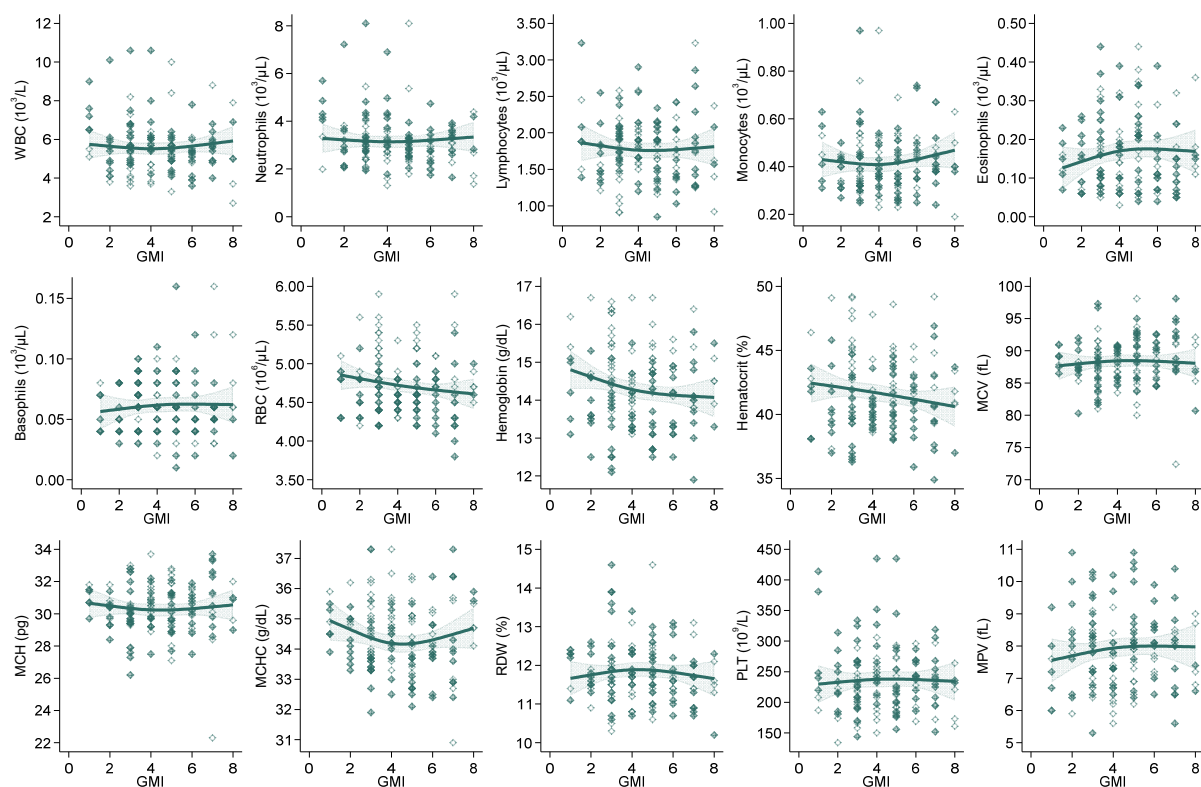 WBC (10³/L)
12
10
8
6
4
2
0 2 4 6 8
GMI
Neutrophils (10³/µL)
8
6
4
2
0
0 2 4 6 8
GMI
Lymphocytes (10³/µL)
3.50
3.00
2.50
2.00
1.50
1.00
0 2 4 6 8
GMI
Monocytes (10³/µL)
1.00
0.80
0.60
0.40
0.20
0 2 4 6 8
GMI
Eosinophils (10³/µL)
0.50
0.40
0.30
0.20
0.10
0.00
0 2 4 6 8
GMI
Basophils (10³/µL)
0.15
0.10
0.05
0.00
0 2 4 6 8
GMI
RBC (10⁶/µL)
6.00
5.50
5.00
4.50
4.00
3.50
0 2 4 6 8
GMI
Hemoglobin (g/dL)
17
16
15
14
13
12
0 2 4 6 8
GMI
Hematocrit (%)
50
45
40
35
0 2 4 6 8
GMI
MCV (fL)
100
95
90
85
80
75
70
0 2 4 6 8
GMI
MCH (pg)
34
32
30
28
26
24
22
0 2 4 6 8
GMI
MCHC (g/dL)
37
36
35
34
33
32
31
0 2 4 6 8
GMI
RDW (%)
15
14
13
12
11
10
0 2 4 6 8
GMI
PLT (10⁹/L)
450
400
350
300
250
200
150
0 2 4 6 8
GMI
MPV (fL)
11
10
9
8
7
6
5
0 2 4 6 8
GMI